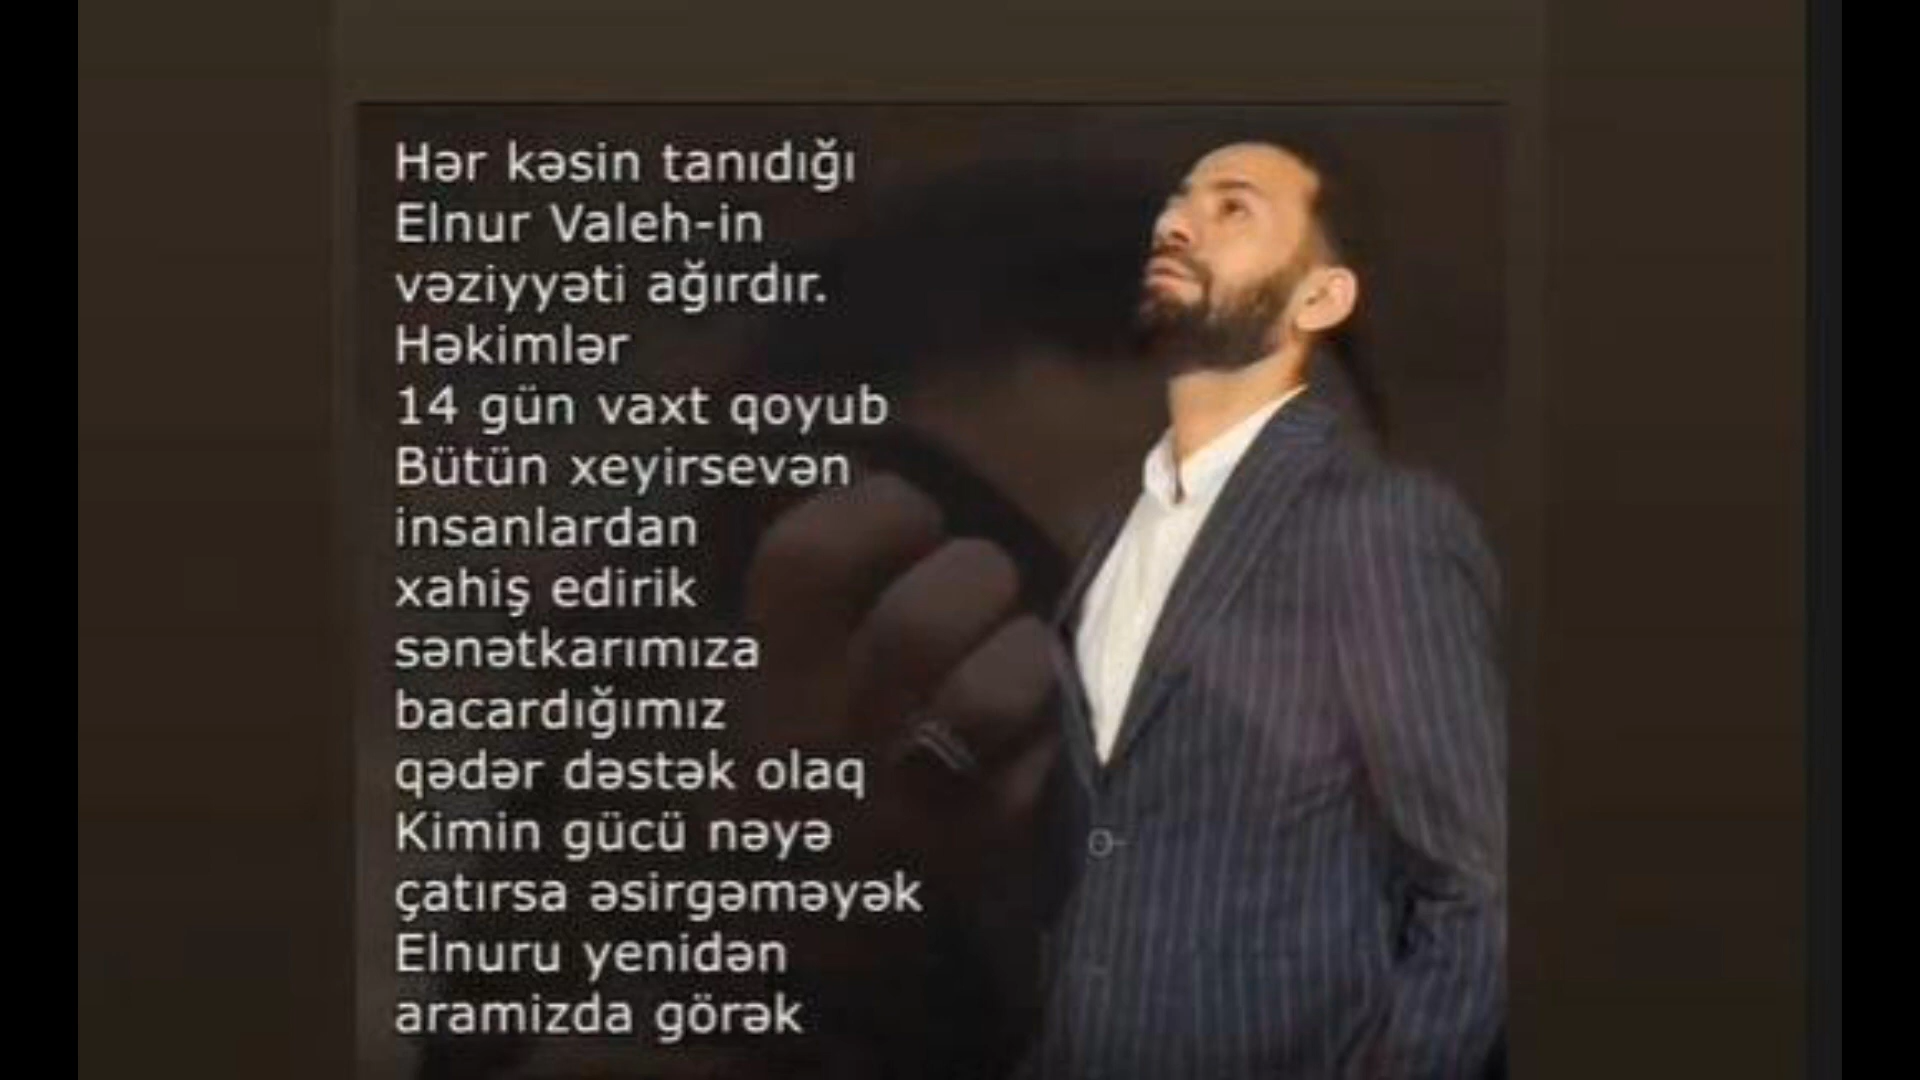 Hər kəsin tanıdığı
Elnur Valeh-in
vəziyyəti ağırdır.
Həkimlər
14 gün vaxt qoyub
Bütün xeyirsevən
insanlardan
xahiş edirik
sənətkarımıza
bacardığımız
qədər dəstək olaq
Kimin gücü nəyə
çatırsa əsirgəməyək
Elnuru yenidən
aramizda görək